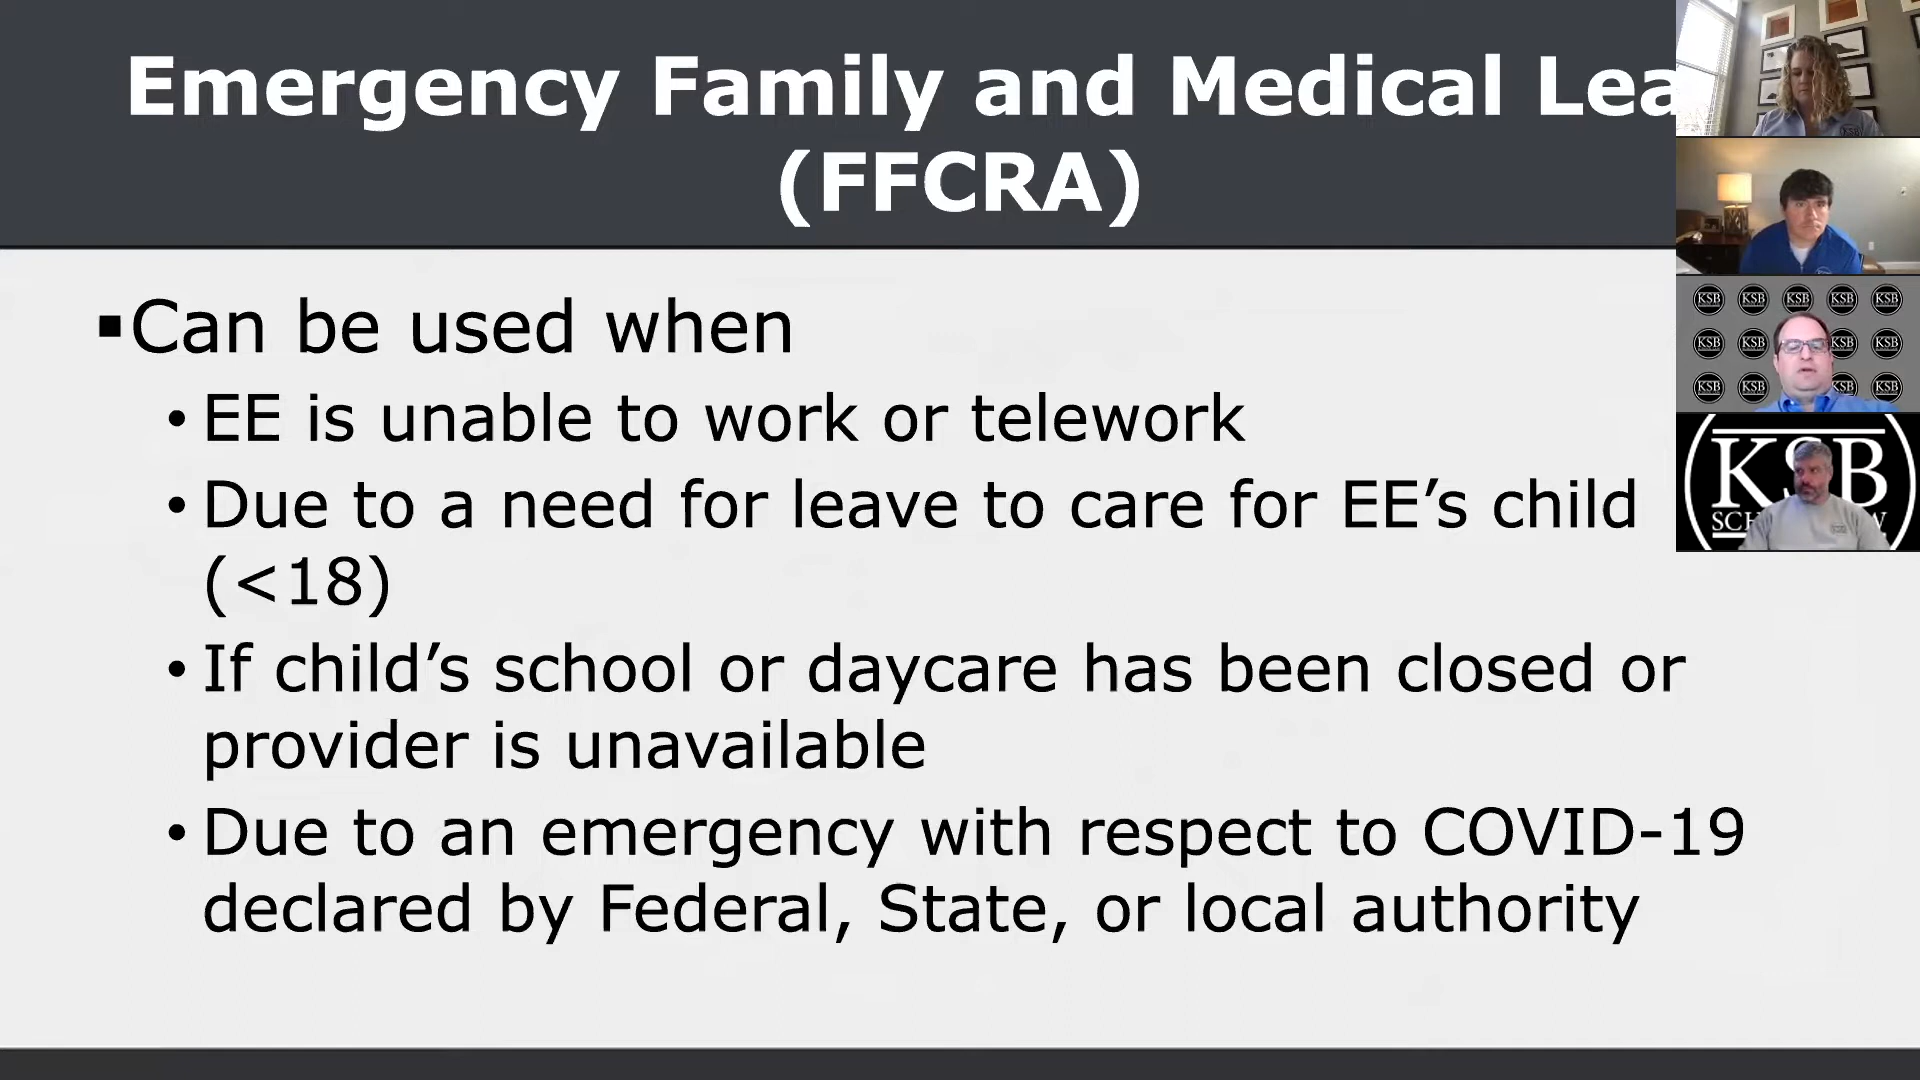 Emergency Family and Medical Lea
(FFCRA)
▪Can be used when
• EE is unable to work or telework
• Due to a need for leave to care for EE’s child
(<18)
• If child’s school or daycare has been closed or
provider is unavailable
• Due to an emergency with respect to COVID-19
declared by Federal, State, or local authority
KSB
KSB KSB KSB KSB KSB
KSB KSB KSB KSB
KSB KSB KSB KSB
KSB
SCH W